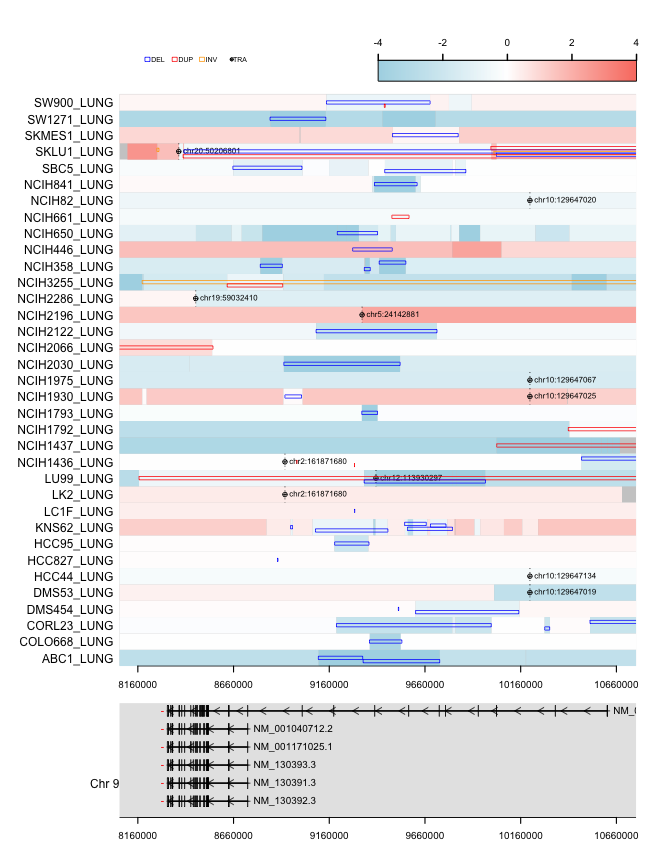 -4 -2 0 2 4
DEL DUP INV TRA
SW900_LUNG
SW1271_LUNG
SKMES1_LUNG
SKLU1_LUNG chr20:50206801
SBC5_LUNG
NCIH841_LUNG
NCIH82_LUNG chr10:129647020
NCIH661_LUNG
NCIH650_LUNG
NCIH446_LUNG
NCIH358_LUNG
NCIH3255_LUNG
NCIH2286_LUNG chr19:59032410
NCIH2196_LUNG chr5:24142881
NCIH2122_LUNG
NCIH2066_LUNG
NCIH2030_LUNG
NCIH1975_LUNG chr10:129647067
NCIH1930_LUNG chr10:129647025
NCIH1793_LUNG
NCIH1792_LUNG
NCIH1437_LUNG
NCIH1436_LUNG chr2:161871680
LU99_LUNG chr12:113930297
LK2_LUNG chr2:161871680
LC1F_LUNG
KNS62_LUNG
HCC95_LUNG
HCC827_LUNG
HCC44_LUNG chr10:129647134
DMS53_LUNG chr10:129647019
DMS454_LUNG
CORL23_LUNG
COLO668_LUNG
ABC1_LUNG
8160000 8660000 9160000 9660000 10160000 10660000
NM_
NM_001040712.2
NM_001171025.1
NM_130393.3
NM_130391.3
NM_130392.3
Chr 9
8160000 8660000 9160000 9660000 10160000 10660000